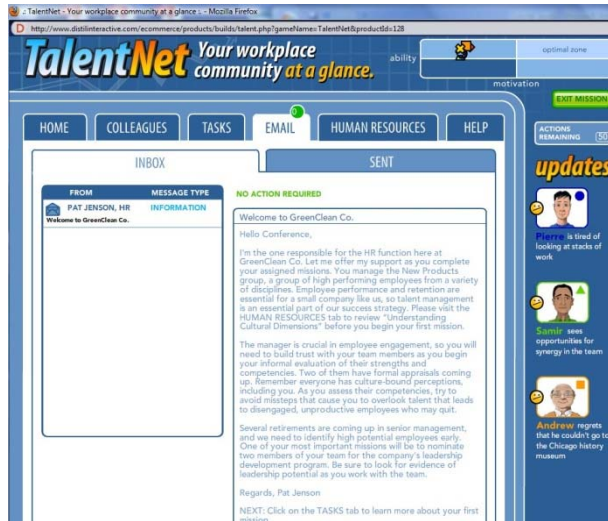 .: TalentNet - Your workplace community at a glance :. - Mozilla Firefox
http://www.distilinteractive.com/ecommerce/products/builds/talent.php?gameName=TalentNet&productId=128
TalentNet
Your workplace
community at a glance.
ability
optimal zone
motivation
EXIT MISSION
HOME
COLLEAGUES
TASKS
0
EMAIL
HUMAN RESOURCES
HELP
ACTIONS
REMAINING
50
INBOX
SENT
FROM
MESSAGE TYPE
PAT JENSON, HR
INFORMATION
Welcome to GreenClean Co.
NO ACTION REQUIRED
Welcome to GreenClean Co.
Hello Conference,
I'm the one responsible for the HR function here at
GreenClean Co. Let me offer my support as you complete
your assigned missions. You manage the New Products
group, a group of high performing employees from a variety
of disciplines. Employee performance and retention are
essential for a small company like us, so talent management
is an essential part of our success strategy. Please visit the
HUMAN RESOURCES tab to review "Understanding
Cultural Dimensions" before you begin your first mission.
The manager is crucial in employee engagement, so you will
need to build trust with your team members as you begin
your informal evaluation of their strengths and
competencies. Two of them have formal appraisals coming
up. Remember everyone has culture-bound perceptions,
including you. As you assess their competencies, try to
avoid missteps that cause you to overlook talent that leads
to disengaged, unproductive employees who may quit.
Several retirements are coming up in senior management,
and we need to identify high potential employees early.
One of your most important missions will be to nominate
two members of your team for the company's leadership
development program. Be sure to look for evidence of
leadership potential as you work with the team.
Regards, Pat Jenson
NEXT: Click on the TASKS tab to learn more about your first
mission
updates
Pierre is tired of
looking at stacks of
work
Samir sees
opportunities for
synergy in the team
Andrew regrets
that he couldn't go to
the Chicago history
museum